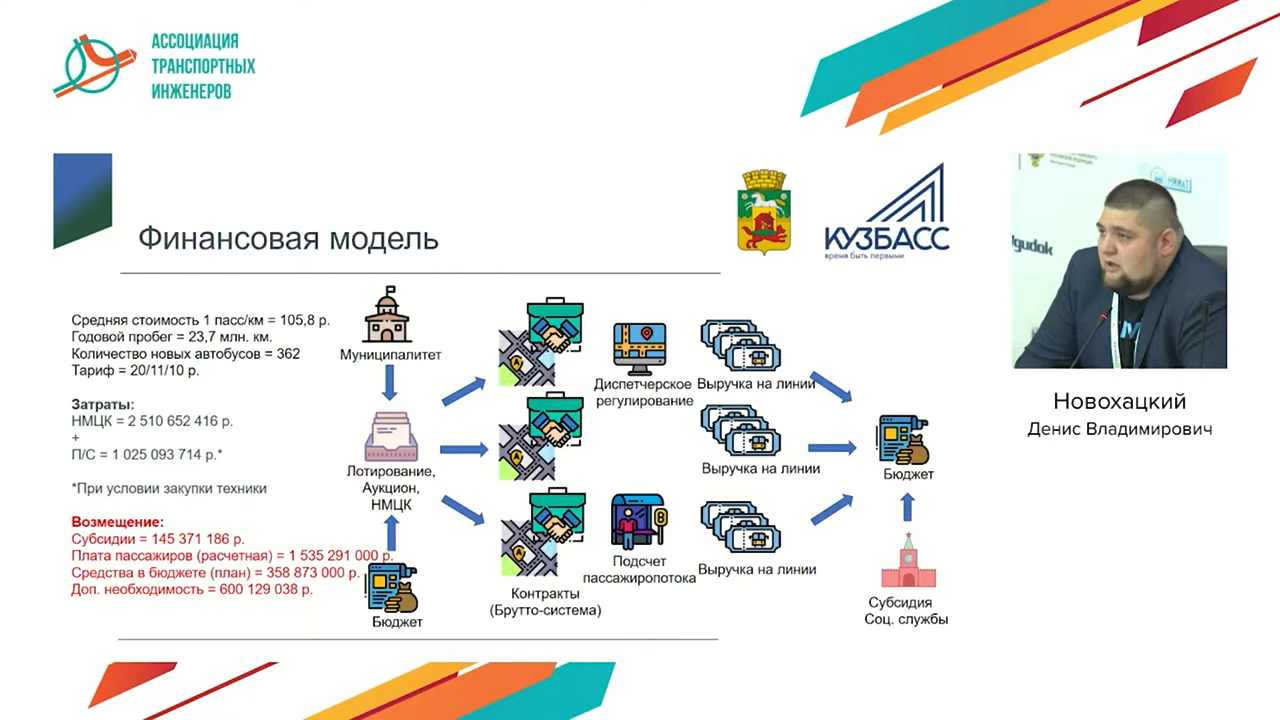 АССОЦИАЦИЯ
ТРАНСПОРТНЫХ
ИНЖЕНЕРОВ
Финансовая модель
КУЗБАСС
время быть первыми
Средняя стоимость 1 пасс/км = 105,8 р.
Годовой пробег = 23,7 млн. км.
Количество новых автобусов = 362
Тариф = 20/11/10 р.
Затраты:
НМЦК = 2 510 652 416 р.
+
П/С = 1 025 093 714 р.*
*При условии закупки техники
Возмещение:
Субсидии = 145 371 186 р.
Плата пассажиров (расчетная) = 1 535 291 000 р.
Средства в бюджете (план) = 358 873 000 р.
Доп. необходимость = 600 129 038 р.
Муниципалитет
Лотирование,
Аукцион,
НМЦК
Бюджет
Контракты
(Брутто-система)
Диспетчерское
регулирование
Подсчет
пассажиропотока
Выручка на линии
Выручка на линии
Выручка на линии
Бюджет
Субсидия
Соц. службы
gudok
Новохацкий
Денис Владимирович